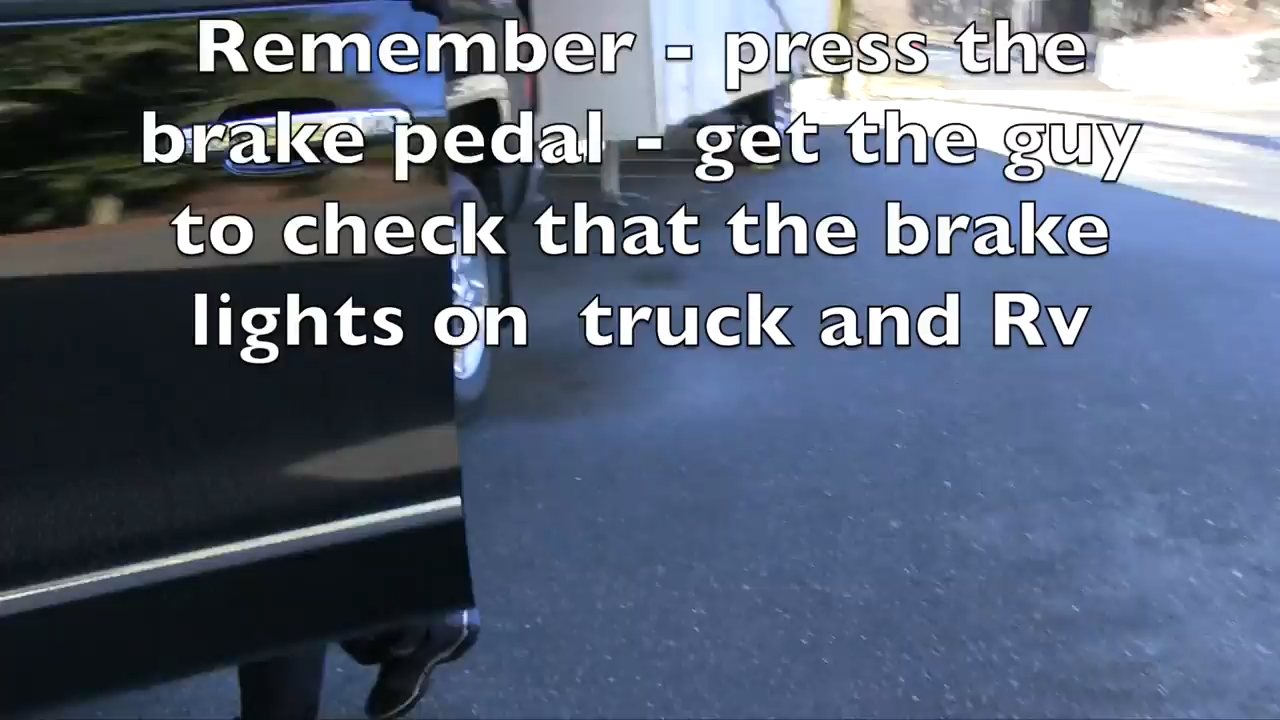 Remember - press the
brake pedal - get the guy
to check that the brake
lights on  truck and Rv